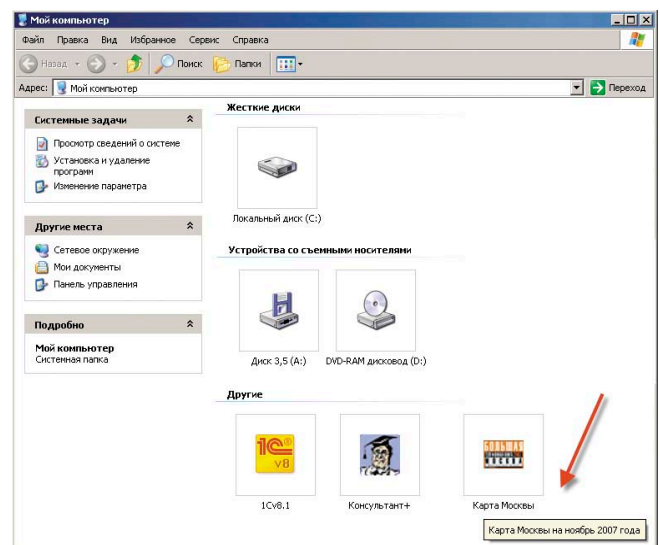 Мой компьютер
Файл Правка Вид Избранное Сервис Справка
Назад Поиск Папки
Адрес: Мой компьютер Переход
Системные задачи
Просмотр сведений о системе
Установка и удаление
программ
Изменение параметра
Другие места
Сетевое окружение
Мои документы
Панель управления
Подробно
Мой компьютер
Системная папка
Жесткие диски
Локальный диск (C:)
Устройства со съемными носителями
Диск 3,5 (A:) DVD-RAM дисковод (D:)
Другие
1С® v8
БОЛЬШАЯ
МОСКВА
1Cv8.1 Консультант+ Карта Москвы
Карта Москвы на ноябрь 2007 года